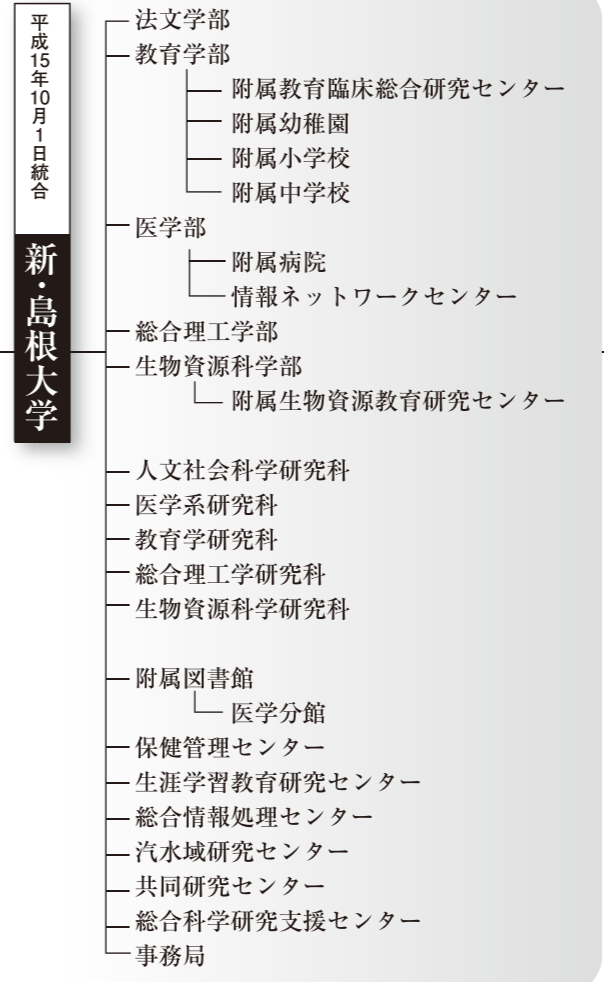 平成15年10月1日統合
新・島根大学
法文学部
教育学部
附属教育臨床総合研究センター
附属幼稚園
附属小学校
附属中学校
医学部
附属病院
情報ネットワークセンター
総合理工学部
生物資源科学部
附属生物資源教育研究センター
人文社会科学研究科
医学系研究科
教育学研究科
総合理工学研究科
生物資源科学研究科
附属図書館
医学分館
保健管理センター
生涯学習教育研究センター
総合情報処理センター
汽水域研究センター
共同研究センター
総合科学研究支援センター
事務局